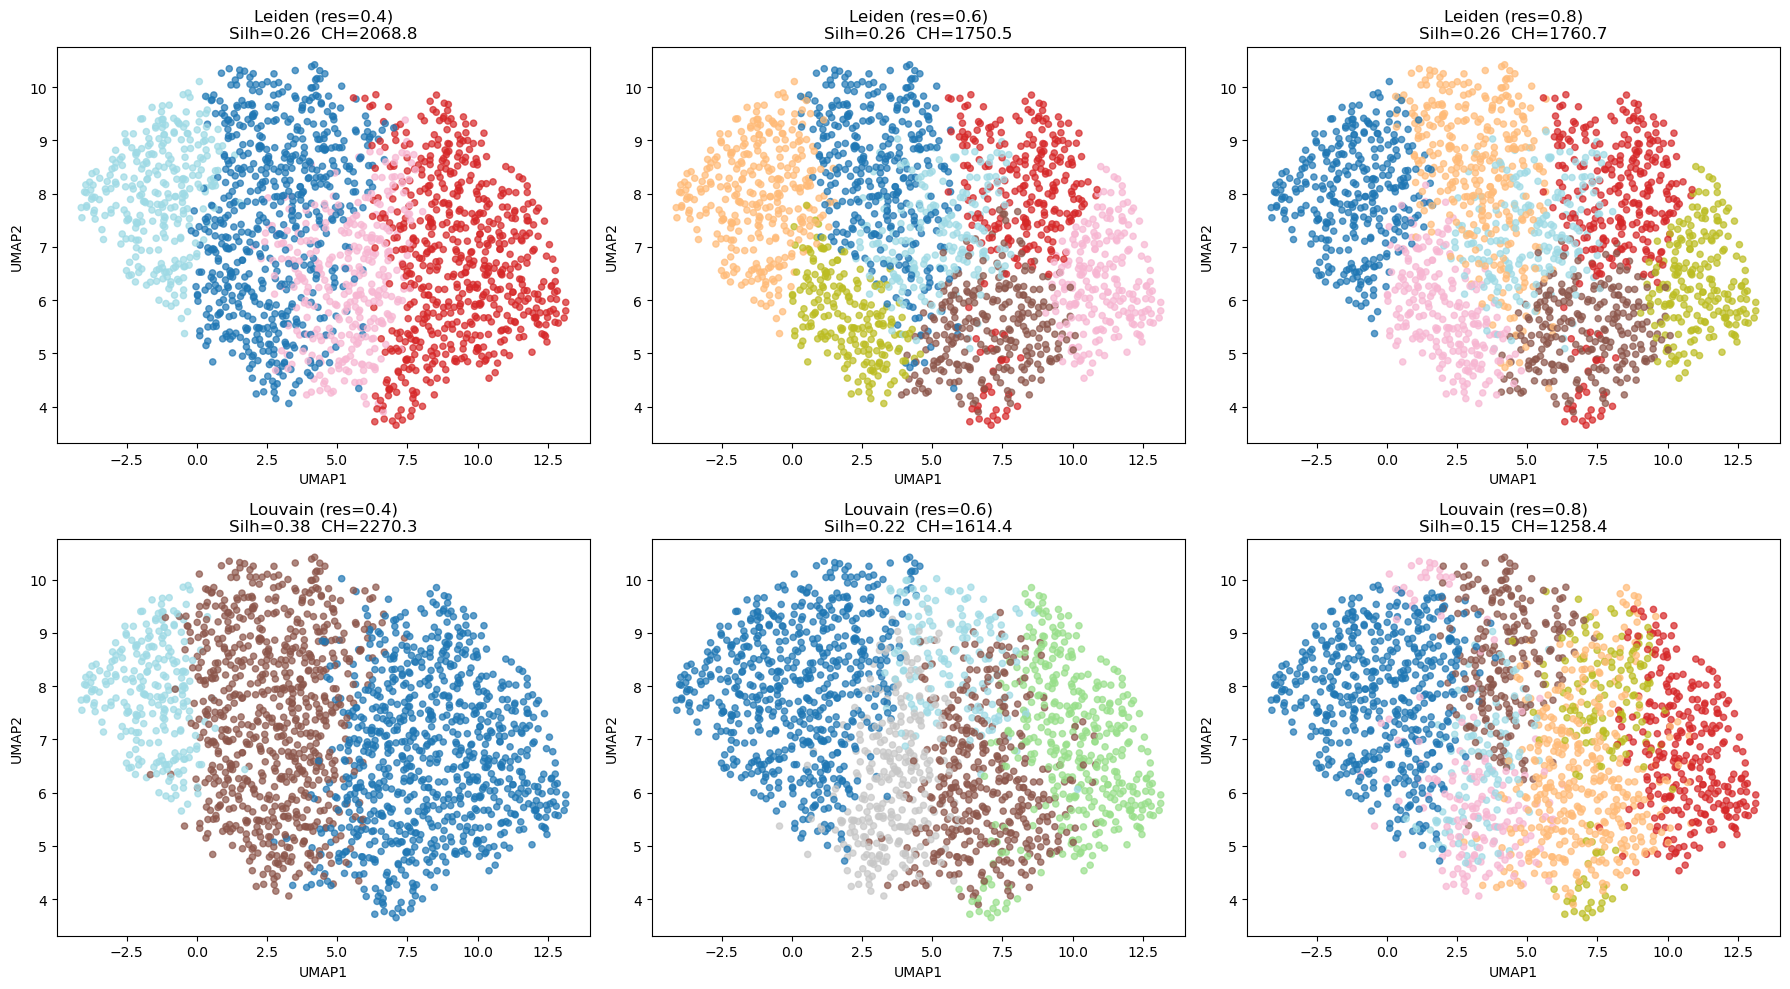 Leiden (res=0.4)
Silh=0.26  CH=2068.8
Leiden (res=0.6)
Silh=0.26  CH=1750.5
Leiden (res=0.8)
Silh=0.26  CH=1760.7
10
9
8
7
6
5
4
UMAP2
−2.5 0.0 2.5 5.0 7.5 10.0 12.5
UMAP1
10
9
8
7
6
5
4
UMAP2
−2.5 0.0 2.5 5.0 7.5 10.0 12.5
UMAP1
10
9
8
7
6
5
4
UMAP2
−2.5 0.0 2.5 5.0 7.5 10.0 12.5
UMAP1
Louvain (res=0.4)
Silh=0.38  CH=2270.3
Louvain (res=0.6)
Silh=0.22  CH=1614.4
Louvain (res=0.8)
Silh=0.15  CH=1258.4
10
9
8
7
6
5
4
UMAP2
−2.5 0.0 2.5 5.0 7.5 10.0 12.5
UMAP1
10
9
8
7
6
5
4
UMAP2
−2.5 0.0 2.5 5.0 7.5 10.0 12.5
UMAP1
10
9
8
7
6
5
4
UMAP2
−2.5 0.0 2.5 5.0 7.5 10.0 12.5
UMAP1